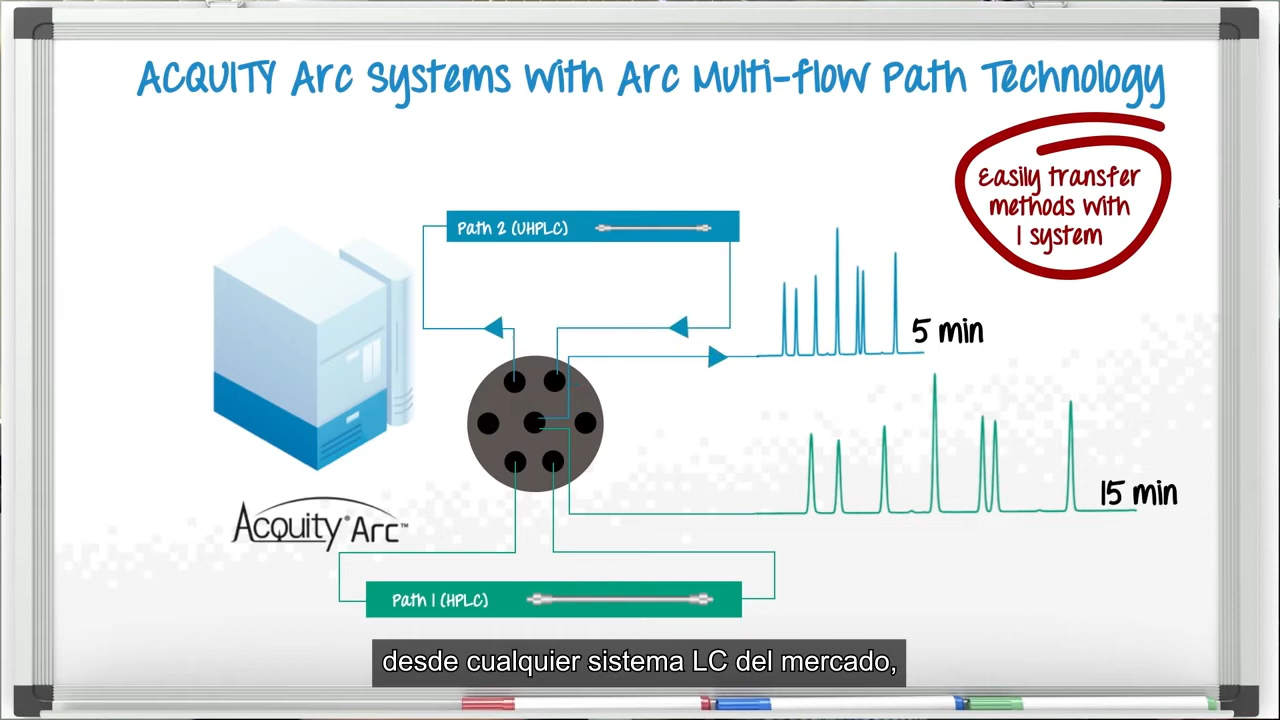 ACQUITY Arc Systems with Arc Multi-flow Path Technology
Easily transfer
methods with
1 system
Path 2 (UHPLC)
5 min
15 min
Acquity® Arc™
Path 1 (HPLC)
desde cualquier sistema LC del mercado,